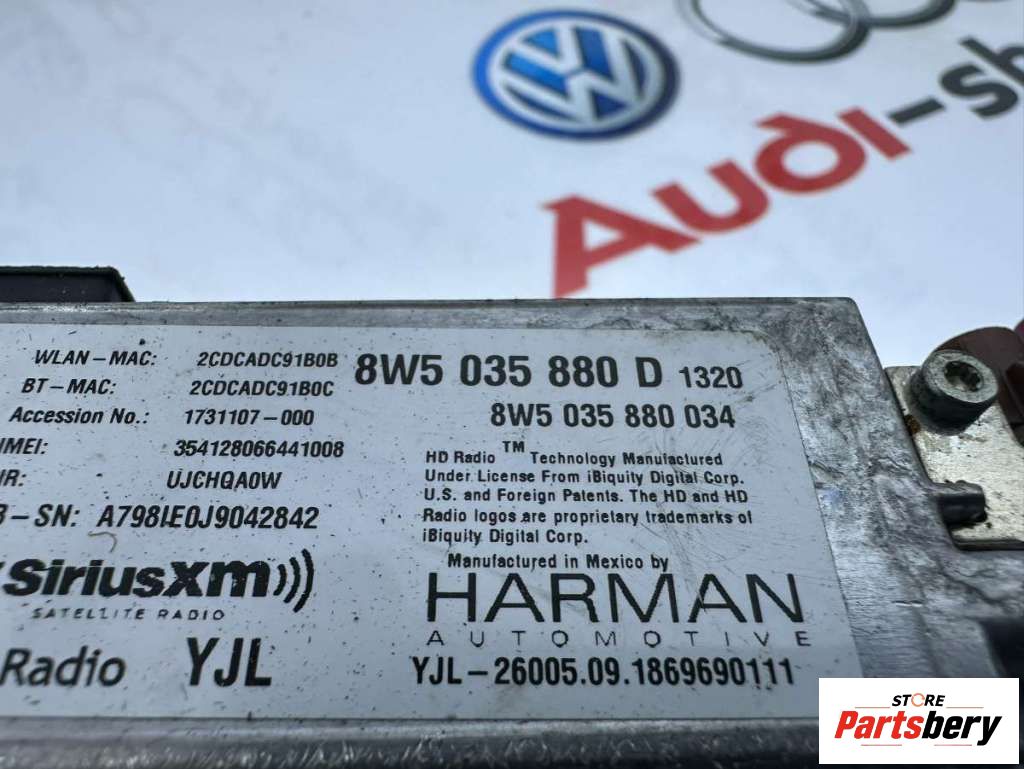 Audi-sh
WLAN-MAC: 2CDCADC91B0B
BT-MAC: 2CDCADC91B0C
Accession No.: 1731107-000
IMEI: 354128066441008
UJCHQA0W
-SN:
8W5 035 880 D 1320
8W5 035 880 034
HD Radio™ Technology Manufactured
Under License From iBiquity Digital Corp.
U.S. and Foreign Patents. The HD and HD
Radio logos are proprietary trademarks of
iBiquity Digital Corp.
Manufactured in Mexico by
HARMAN
AUTOMOTIVE
YJL-26005.09.1869690111
SiriusXM
SATELLITE RADIO
Radio YJL
STORE
Partsbery